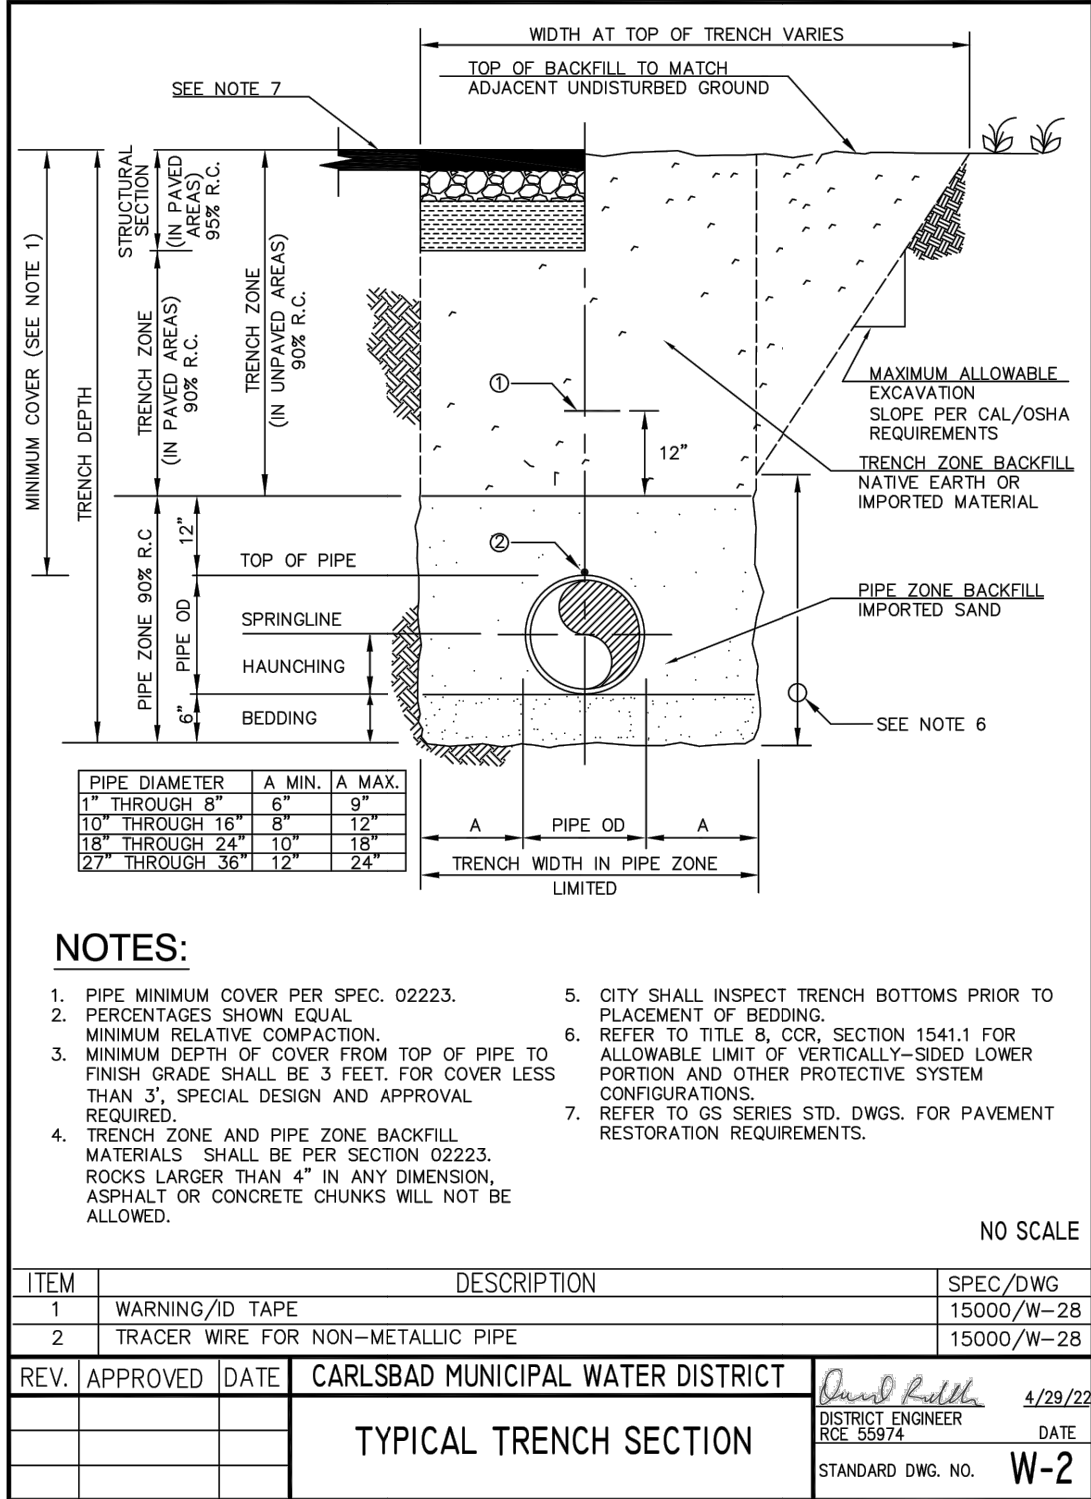 WIDTH AT TOP OF TRENCH VARIES
TOP OF BACKFILL TO MATCH
ADJACENT UNDISTURBED GROUND
SEE NOTE 7
MINIMUM COVER (SEE NOTE 1)
TRENCH DEPTH
STRUCTURAL
SECTION
(IN PAVED
AREAS)
95% R.C.
TRENCH ZONE
(IN PAVED AREAS)
90% R.C.
TRENCH ZONE
(IN UNPAVED AREAS)
90% R.C.
1
12"
MAXIMUM ALLOWABLE
EXCAVATION
SLOPE PER CAL/OSHA
REQUIREMENTS
TRENCH ZONE BACKFILL
NATIVE EARTH OR
IMPORTED MATERIAL
PIPE ZONE 90% R.C
12"
PIPE OD
6"
2
TOP OF PIPE
SPRINGLINE
HAUNCHING
BEDDING
PIPE ZONE BACKFILL
IMPORTED SAND
SEE NOTE 6
PIPE DIAMETER A MIN. A MAX.
1" THROUGH 8" 6" 9"
10" THROUGH 16" 8" 12"
18" THROUGH 24" 10" 18"
27" THROUGH 36" 12" 24"
A PIPE OD A
TRENCH WIDTH IN PIPE ZONE
LIMITED
NOTES:
1. PIPE MINIMUM COVER PER SPEC. 02223.
2. PERCENTAGES SHOWN EQUAL
MINIMUM RELATIVE COMPACTION.
3. MINIMUM DEPTH OF COVER FROM TOP OF PIPE TO
FINISH GRADE SHALL BE 3 FEET. FOR COVER LESS
THAN 3', SPECIAL DESIGN AND APPROVAL
REQUIRED.
4. TRENCH ZONE AND PIPE ZONE BACKFILL
MATERIALS SHALL BE PER SECTION 02223.
ROCKS LARGER THAN 4" IN ANY DIMENSION,
ASPHALT OR CONCRETE CHUNKS WILL NOT BE
ALLOWED.
5. CITY SHALL INSPECT TRENCH BOTTOMS PRIOR TO
PLACEMENT OF BEDDING.
6. REFER TO TITLE 8, CCR, SECTION 1541.1 FOR
ALLOWABLE LIMIT OF VERTICALLY-SIDED LOWER
PORTION AND OTHER PROTECTIVE SYSTEM
CONFIGURATIONS.
7. REFER TO GS SERIES STD. DWGS. FOR PAVEMENT
RESTORATION REQUIREMENTS.
NO SCALE
ITEM DESCRIPTION SPEC/DWG
1 WARNING/ID TAPE 15000/W-28
2 TRACER WIRE FOR NON-METALLIC PIPE 15000/W-28
REV. APPROVED DATE
CARLSBAD MUNICIPAL WATER DISTRICT
TYPICAL TRENCH SECTION
4/29/22
DISTRICT ENGINEER
RCE 55974 DATE
STANDARD DWG. NO. W-2